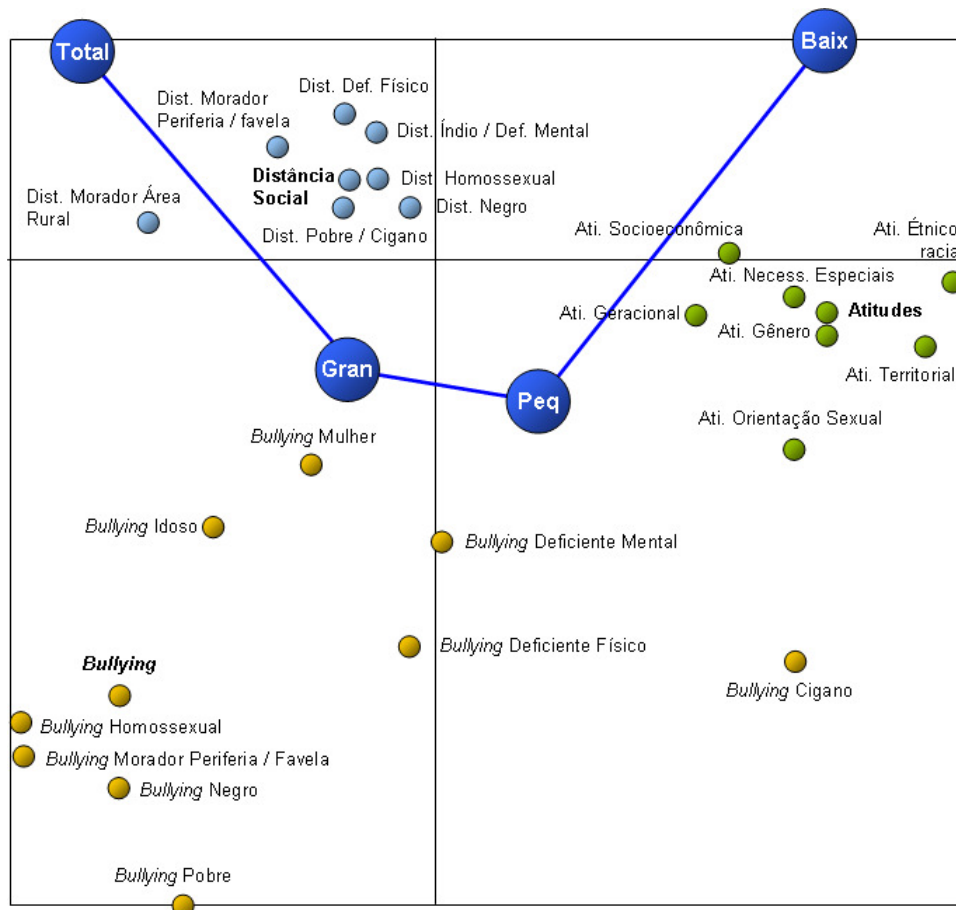 Total
Baix
Dist. Def. Físico
Dist. Morador
Periferia / favela
Dist. Índio / Def. Mental
Distância
Social
Dist. Homossexual
Dist. Morador Área
Rural
Dist. Negro
Dist. Pobre / Cigano
Ati. Socioeconômica
Ati. Étnico
racia
Ati. Necess. Especiais
Ati. Geracional
Atitudes
Ati. Gênero
Gran
Ati. Territorial
Peq
Ati. Orientação Sexual
Bullying Mulher
Bullying Idoso
Bullying Deficiente Mental
Bullying Deficiente Físico
Bullying
Bullying Cigano
Bullying Homossexual
Bullying Morador Periferia / Favela
Bullying Negro
Bullying Pobre